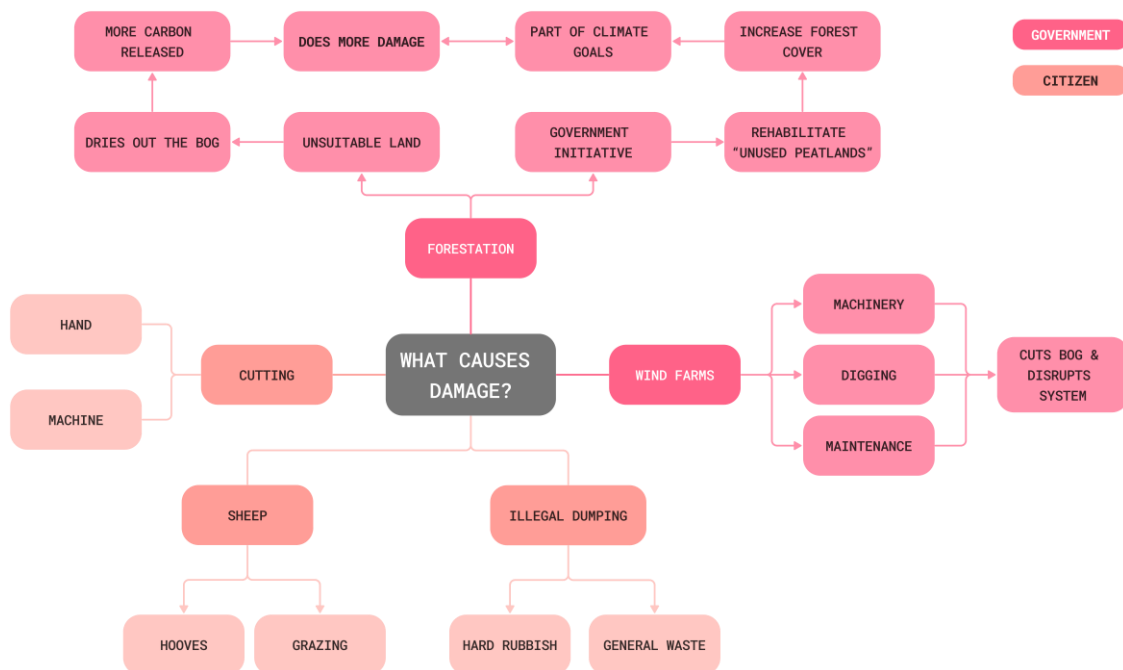 MORE CARBON
RELEASED
DOES MORE DAMAGE
PART OF CLIMATE
GOALS
INCREASE FOREST
COVER
GOVERNMENT
CITIZEN
DRIES OUT THE BOG
UNSUITABLE LAND
GOVERNMENT
INITIATIVE
REHABILITATE
“UNUSED PEATLANDS”
FORESTATION
HAND
MACHINE
CUTTING
WHAT CAUSES
DAMAGE?
WIND FARMS
MACHINERY
DIGGING
MAINTENANCE
CUTS BOG &
DISRUPTS
SYSTEM
SHEEP
ILLEGAL DUMPING
HOOVES
GRAZING
HARD RUBBISH
GENERAL WASTE